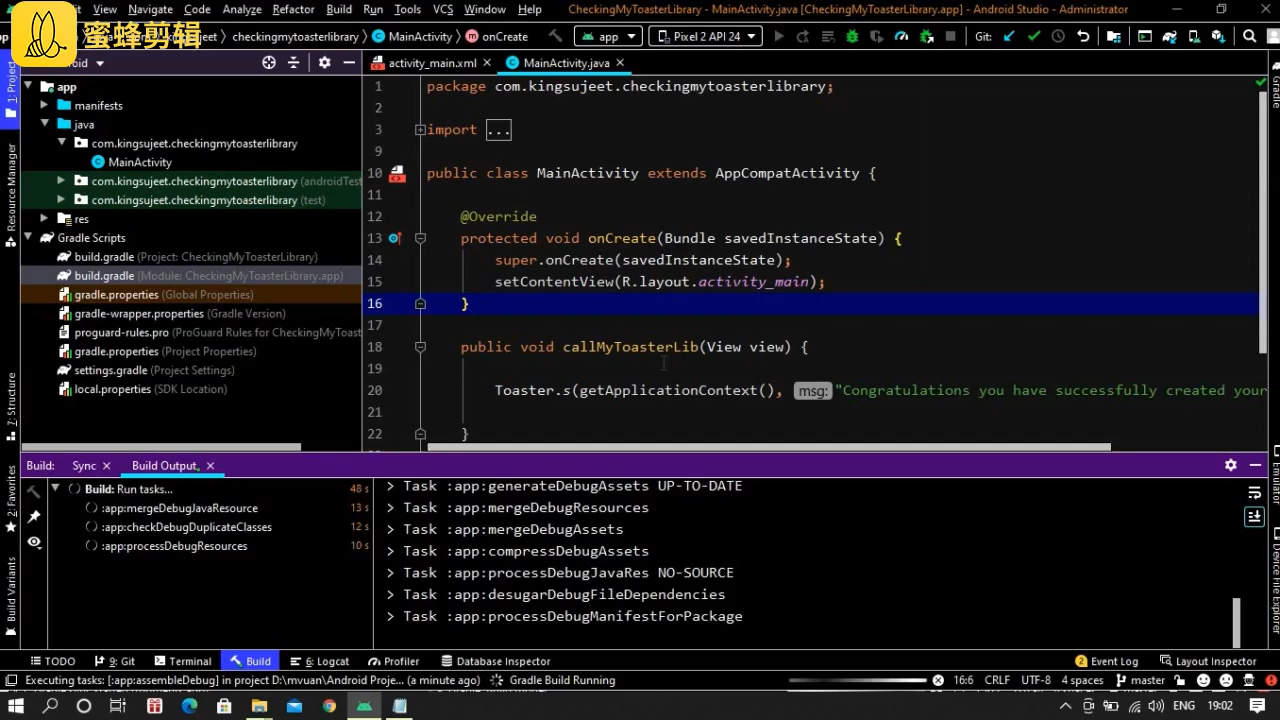 File Edit View Navigate Code Analyze Refactor Build Run Tools VCS Window Help CheckingMyToasterLibrary - MainActivity.java [CheckingMyToasterLibrary.app] - Android Studio - Administrator
蜜蜂剪辑
checkingmytoasterlibrary MainActivity onCreate app Pixel 2 API 24 Git:
activity_main.xml MainActivity.java
1: Project
Resource Manager
Z: Structure
2: Favorites
Build Variants
app
manifests
java
com.kingsujeet.checkingmytoasterlibrary
MainActivity
com.kingsujeet.checkingmytoasterlibrary (androidTest
com.kingsujeet.checkingmytoasterlibrary (test)
res
Gradle Scripts
build.gradle (Project: CheckingMyToasterLibrary)
build.gradle (Module: CheckingMyToasterLibrary.app)
gradle.properties (Global Properties)
gradle-wrapper.properties (Gradle Version)
proguard-rules.pro (ProGuard Rules for CheckingMyToast
gradle.properties (Project Properties)
settings.gradle (Project Settings)
local.properties (SDK Location)
1 package com.kingsujeet.checkingmytoasterlibrary;
2
3 import ...
9
10 public class MainActivity extends AppCompatActivity {
11
12 @Override
13 protected void onCreate(Bundle savedInstanceState) {
14 super.onCreate(savedInstanceState);
15 setContentView(R.layout.activity_main);
16 }
17
18 public void callMyToasterLib(View view) {
19
20 Toaster.s(getApplicationContext(), msg: "Congratulations you have successfully created your
21
22 }
Gradle
Emulator
Device File Explorer
Build: Sync Build Output
Build: Run tasks... 48 s
:app:mergeDebugJavaResource 13 s
:app:checkDebugDuplicateClasses 12 s
:app:processDebugResources 10 s
> Task :app:generateDebugAssets UP-TO-DATE
> Task :app:mergeDebugResources
> Task :app:mergeDebugAssets
> Task :app:compressDebugAssets
> Task :app:processDebugJavaRes NO-SOURCE
> Task :app:desugarDebugFileDependencies
> Task :app:processDebugManifestForPackage
TODO 9: Git Terminal Build 6: Logcat Profiler Database Inspector 2 Event Log Layout Inspector
Executing tasks: [:app:assembleDebug] in project D:\mvuan\Android Proje... (a minute ago) Gradle Build Running 16:6 CRLF UTF-8 4 spaces master
ENG 19:02